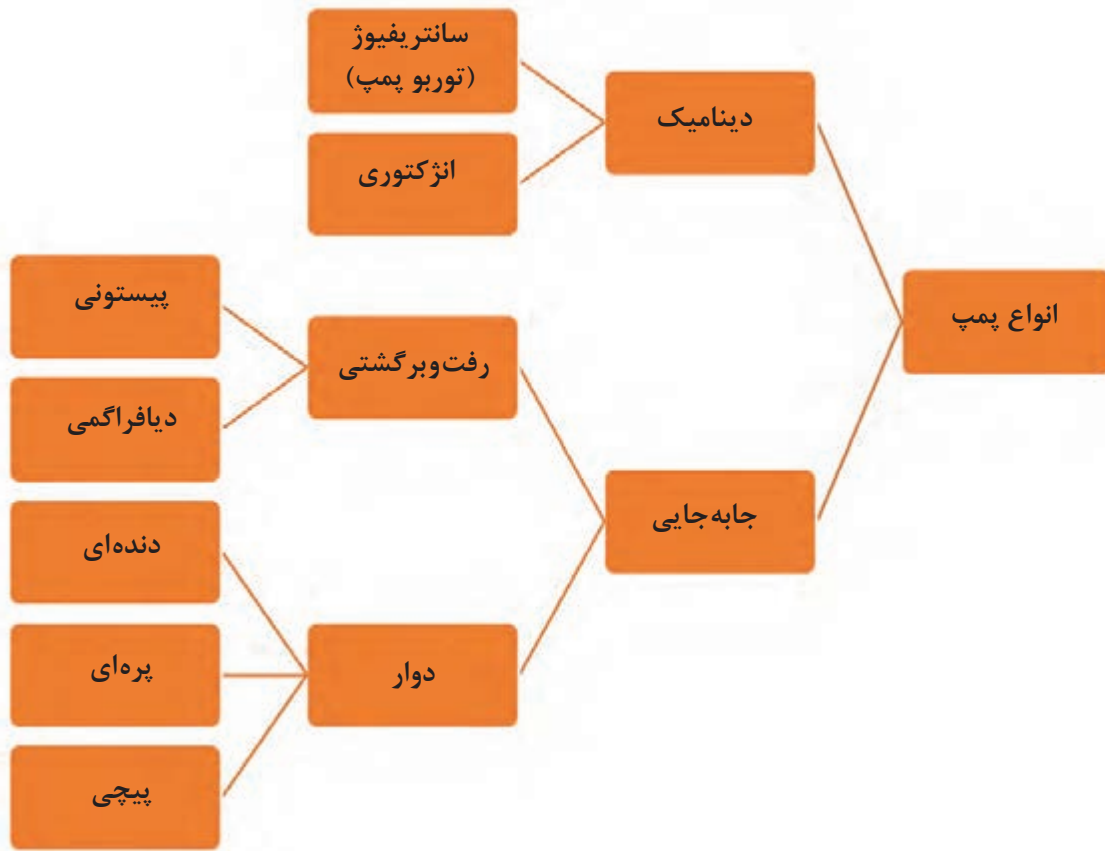 انواع پمپ
دینامیک
سانتریفیوژ
(توربو پمپ)
انژکتوری
جابه‌جایی
رفت‌وبرگشتی
پیستونی
دیافراگمی
دوار
دنده‌ای
پره‌ای
پیچی